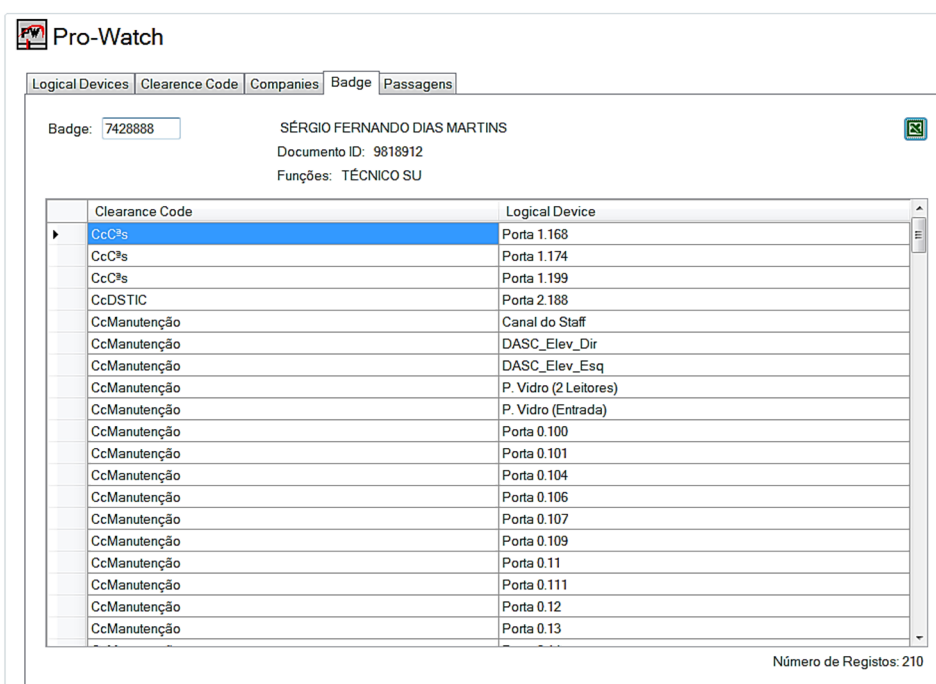 PW Pro-Watch
Logical Devices Clearence Code Companies Badge Passagens
Badge: 7428888 SÉRGIO FERNANDO DIAS MARTINS
Documento ID: 9818912
Funções: TÉCNICO SU
Clearance Code Logical Device
CcCªs Porta 1.168
CcCªs Porta 1.174
CcCªs Porta 1.199
CcDSTIC Porta 2.188
CcManutenção Canal do Staff
CcManutenção DASC_Elev_Dir
CcManutenção DASC_Elev_Esq
CcManutenção P. Vidro (2 Leitores)
CcManutenção P. Vidro (Entrada)
CcManutenção Porta 0.100
CcManutenção Porta 0.101
CcManutenção Porta 0.104
CcManutenção Porta 0.106
CcManutenção Porta 0.107
CcManutenção Porta 0.109
CcManutenção Porta 0.11
CcManutenção Porta 0.111
CcManutenção Porta 0.12
CcManutenção Porta 0.13
Número de Registos: 210